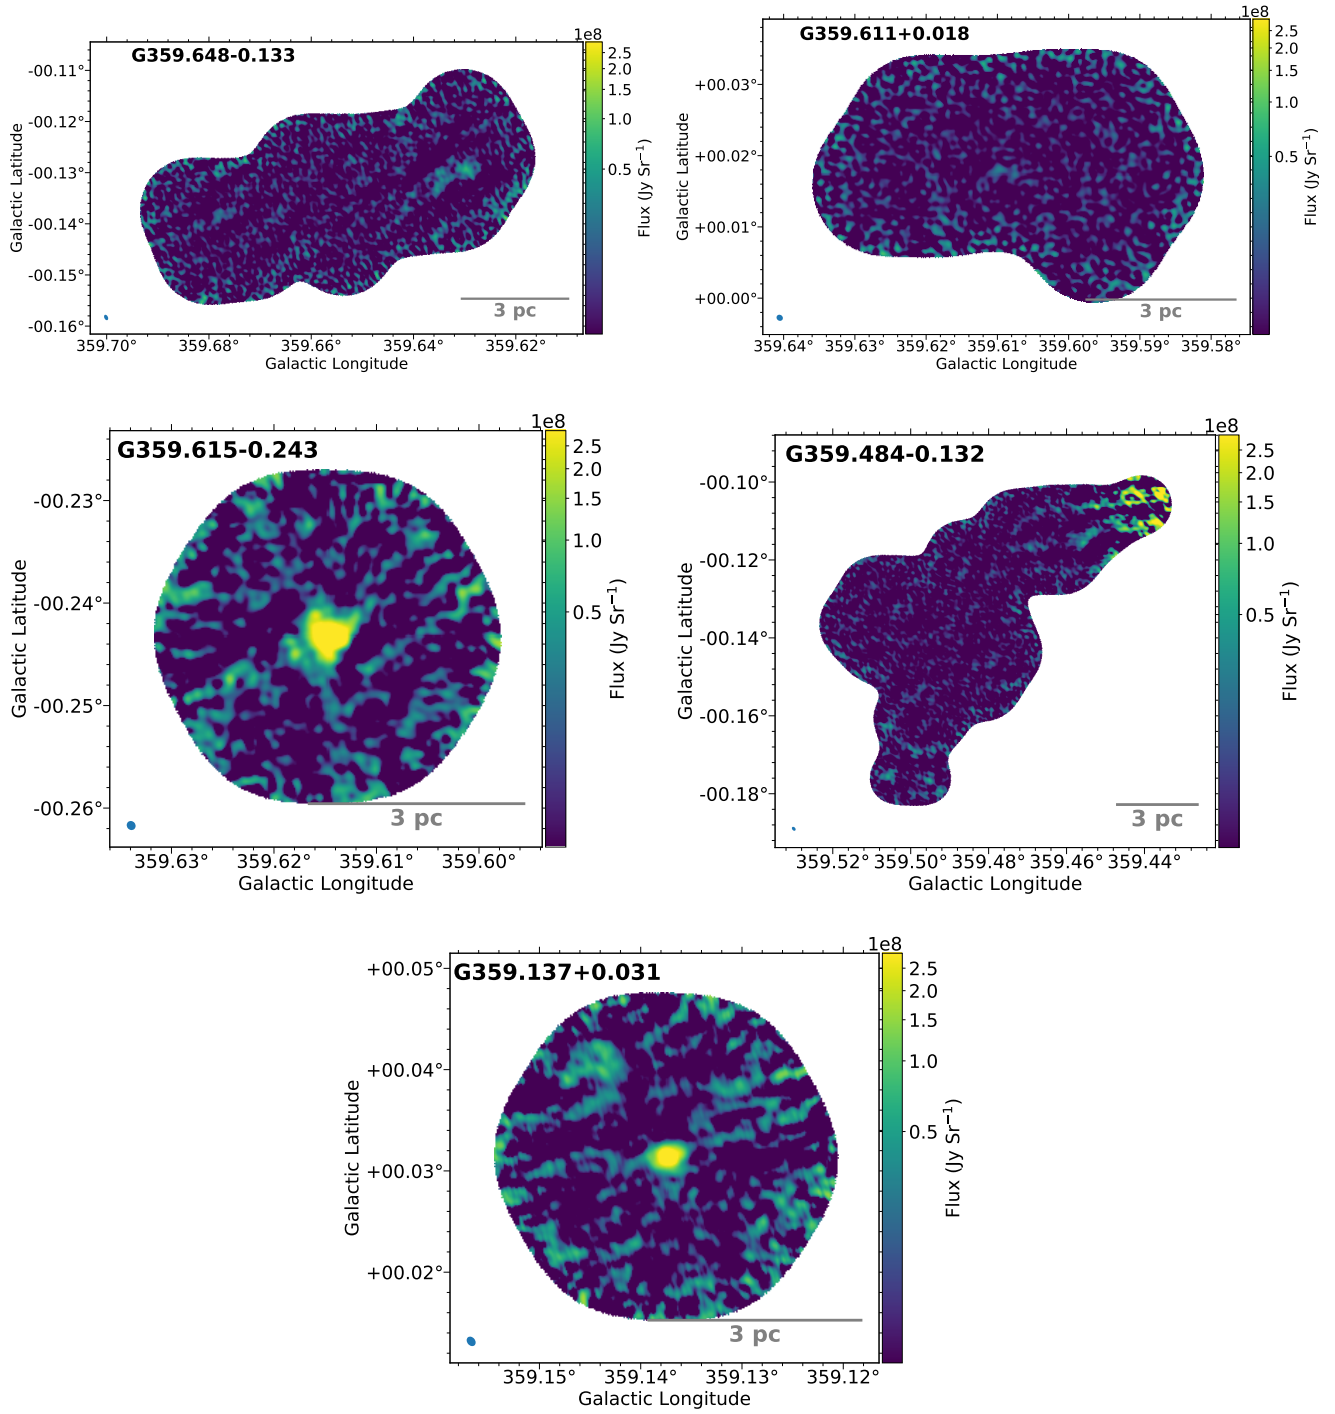 G359.648-0.133
1e8
-00.11°
-00.12°
-00.13°
-00.14°
-00.15°
-00.16°
Galactic Latitude
359.70°
359.68°
359.66°
359.64°
359.62°
Galactic Longitude
3 pc
2.5
2.0
1.5
1.0
0.5
Flux (Jy Sr−1)
G359.611+0.018
1e8
+00.03°
+00.02°
+00.01°
+00.00°
Galactic Latitude
359.64°
359.63°
359.62°
359.61°
359.60°
359.59°
359.58°
Galactic Longitude
3 pc
2.5
2.0
1.5
1.0
0.5
Flux (Jy Sr−1)
G359.615-0.243
1e8
-00.23°
-00.24°
-00.25°
-00.26°
Galactic Latitude
359.63°
359.62°
359.61°
359.60°
Galactic Longitude
3 pc
2.5
2.0
1.5
1.0
0.5
Flux (Jy Sr−1)
G359.484-0.132
1e8
-00.10°
-00.12°
-00.14°
-00.16°
-00.18°
Galactic Latitude
359.52°
359.50°
359.48°
359.46°
359.44°
Galactic Longitude
3 pc
2.5
2.0
1.5
1.0
0.5
Flux (Jy Sr−1)
G359.137+0.031
1e8
+00.05°
+00.04°
+00.03°
+00.02°
Galactic Latitude
359.15°
359.14°
359.13°
359.12°
Galactic Longitude
3 pc
2.5
2.0
1.5
1.0
0.5
Flux (Jy Sr−1)